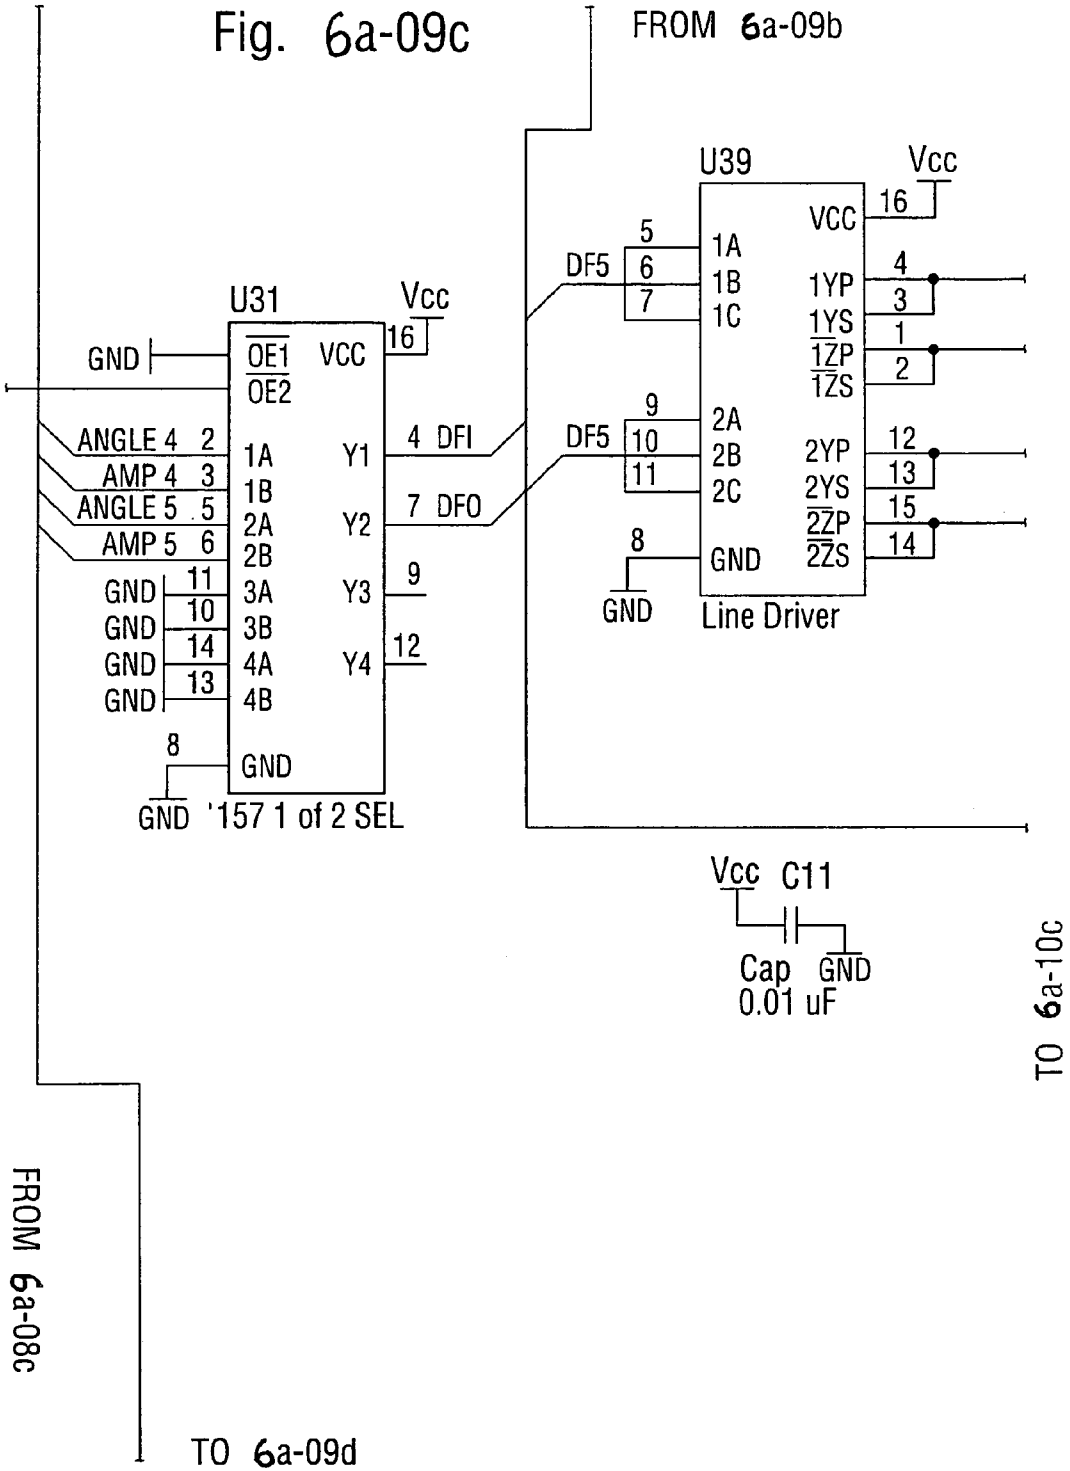 Fig. 6a-09c
FROM 6a-09b
U31
Vcc
16
GND
OE1
VCC
OE2
ANGLE 4 2 1A
Y1 4 DFI
AMP 4 3 1B
ANGLE 5 .5 2A
Y2 7 DFO
AMP 5 6 2B
GND 11 3A
Y3 9
GND 10 3B
GND 14 4A
Y4 12
GND 13 4B
8 GND
GND
'157 1 of 2 SEL
U39
Vcc
16
VCC
5 1A
DF5 6 1B
7 1C
1YP 4
1YS 3
1ZP 1
1ZS 2
9 2A
DF5 10 2B
11 2C
2YP 12
2YS 13
2ZP 15
2ZS 14
8 GND
GND
Line Driver
Vcc C11
Cap GND
0.01 uF
TO 6a-10c
FROM 6a-08c
TO 6a-09d